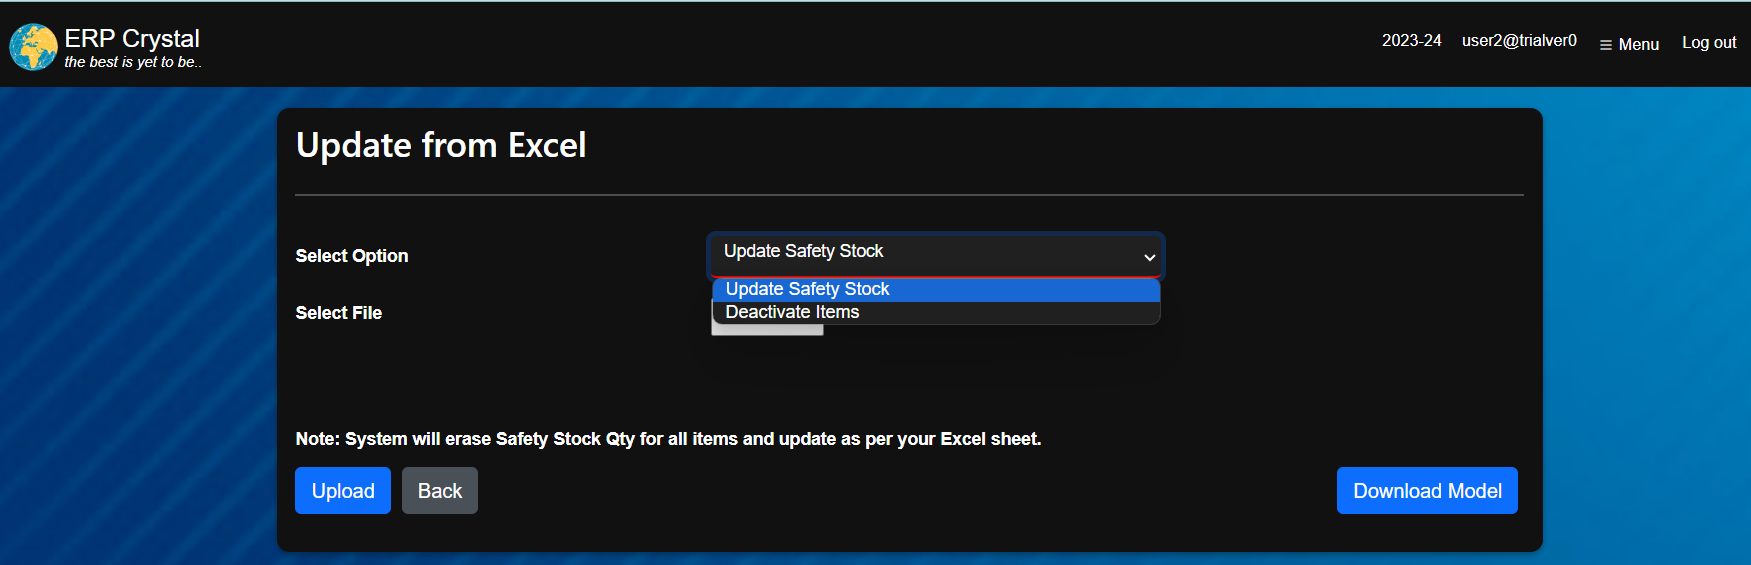 ERP Crystal
the best is yet to be..
2023-24 user2@trialver0 Menu Log out
Update from Excel
Select Option
Update Safety Stock
Update Safety Stock
Deactivate Items
Select File
Note: System will erase Safety Stock Qty for all items and update as per your Excel sheet.
Upload Back Download Model